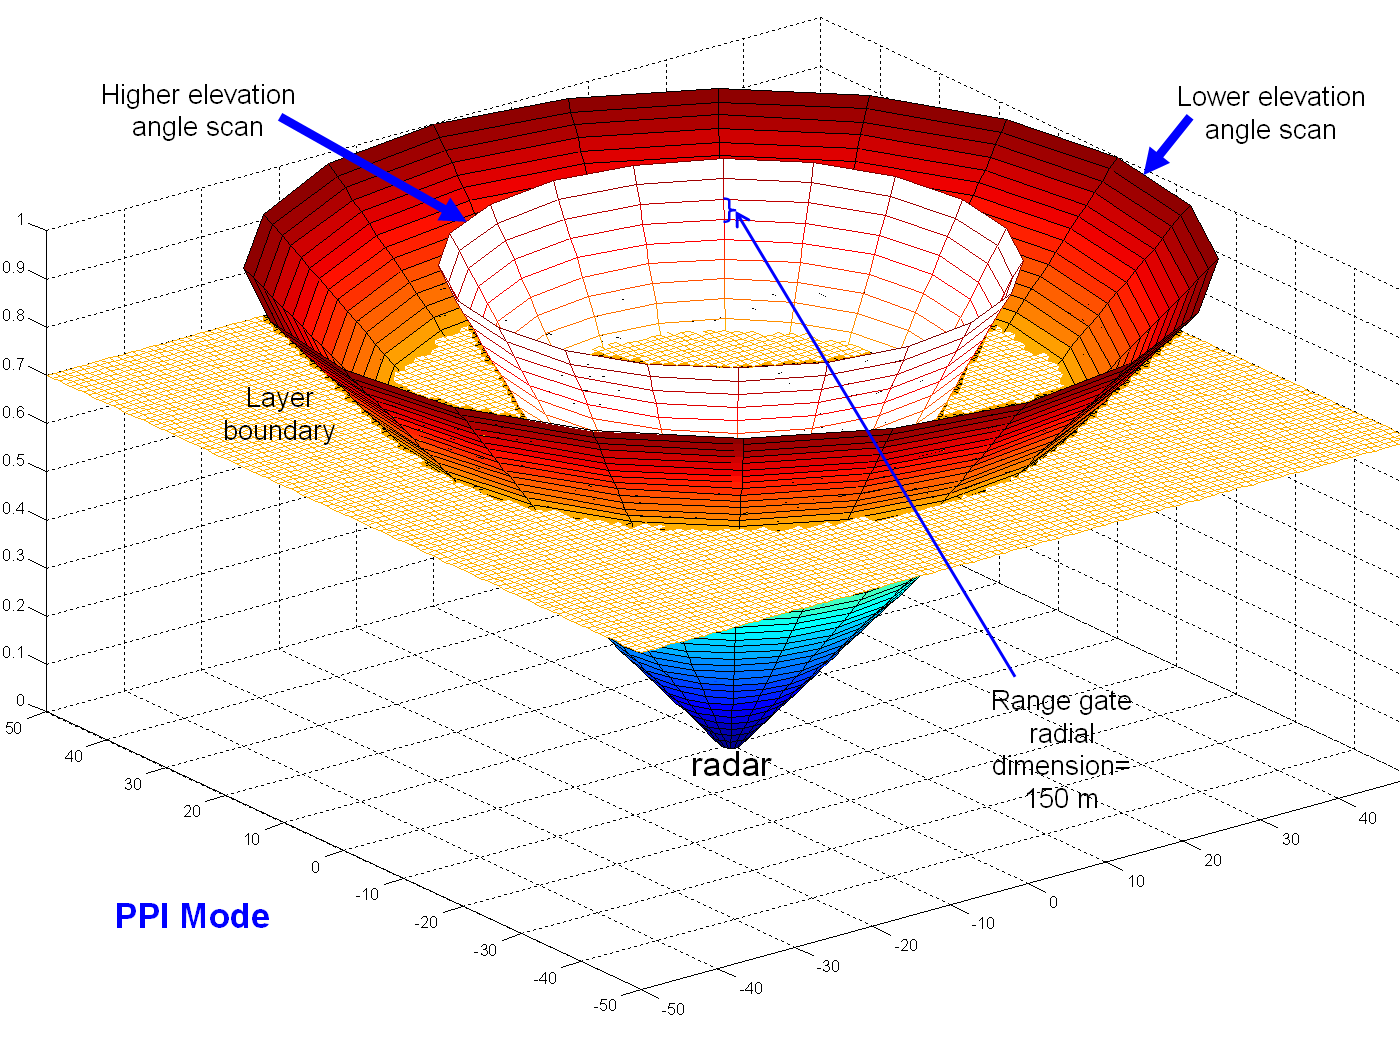 Higher elevation
angle scan
Lower elevation
angle scan
1
0.9
0.8
0.7
0.6
0.5
0.4
0.3
0.2
0.1
0
Layer
boundary
radar
Range gate
radial
dimension=
150 m
PPI Mode
50
40
30
20
10
0
-10
-20
-30
-40
-50
-50
-40
-30
-20
-10
0
10
20
30
40